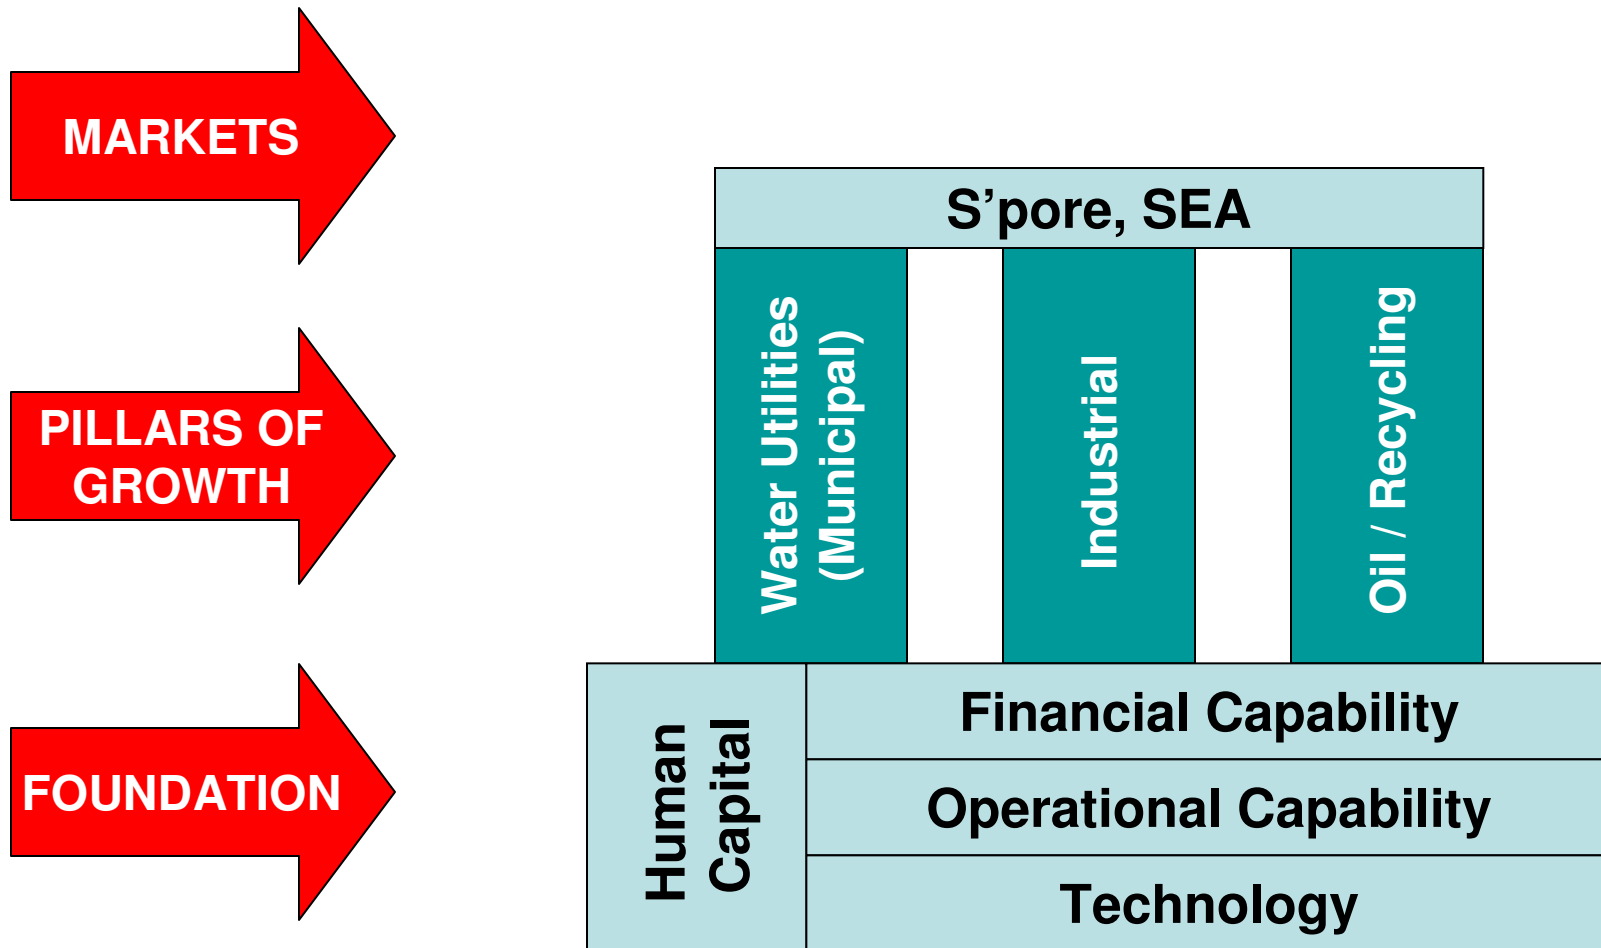 MARKETS
S’pore, SEA
PILLARS OF
GROWTH
Water Utilities
(Municipal)
Industrial
Oil / Recycling
FOUNDATION
Human
Capital
Financial Capability
Operational Capability
Technology